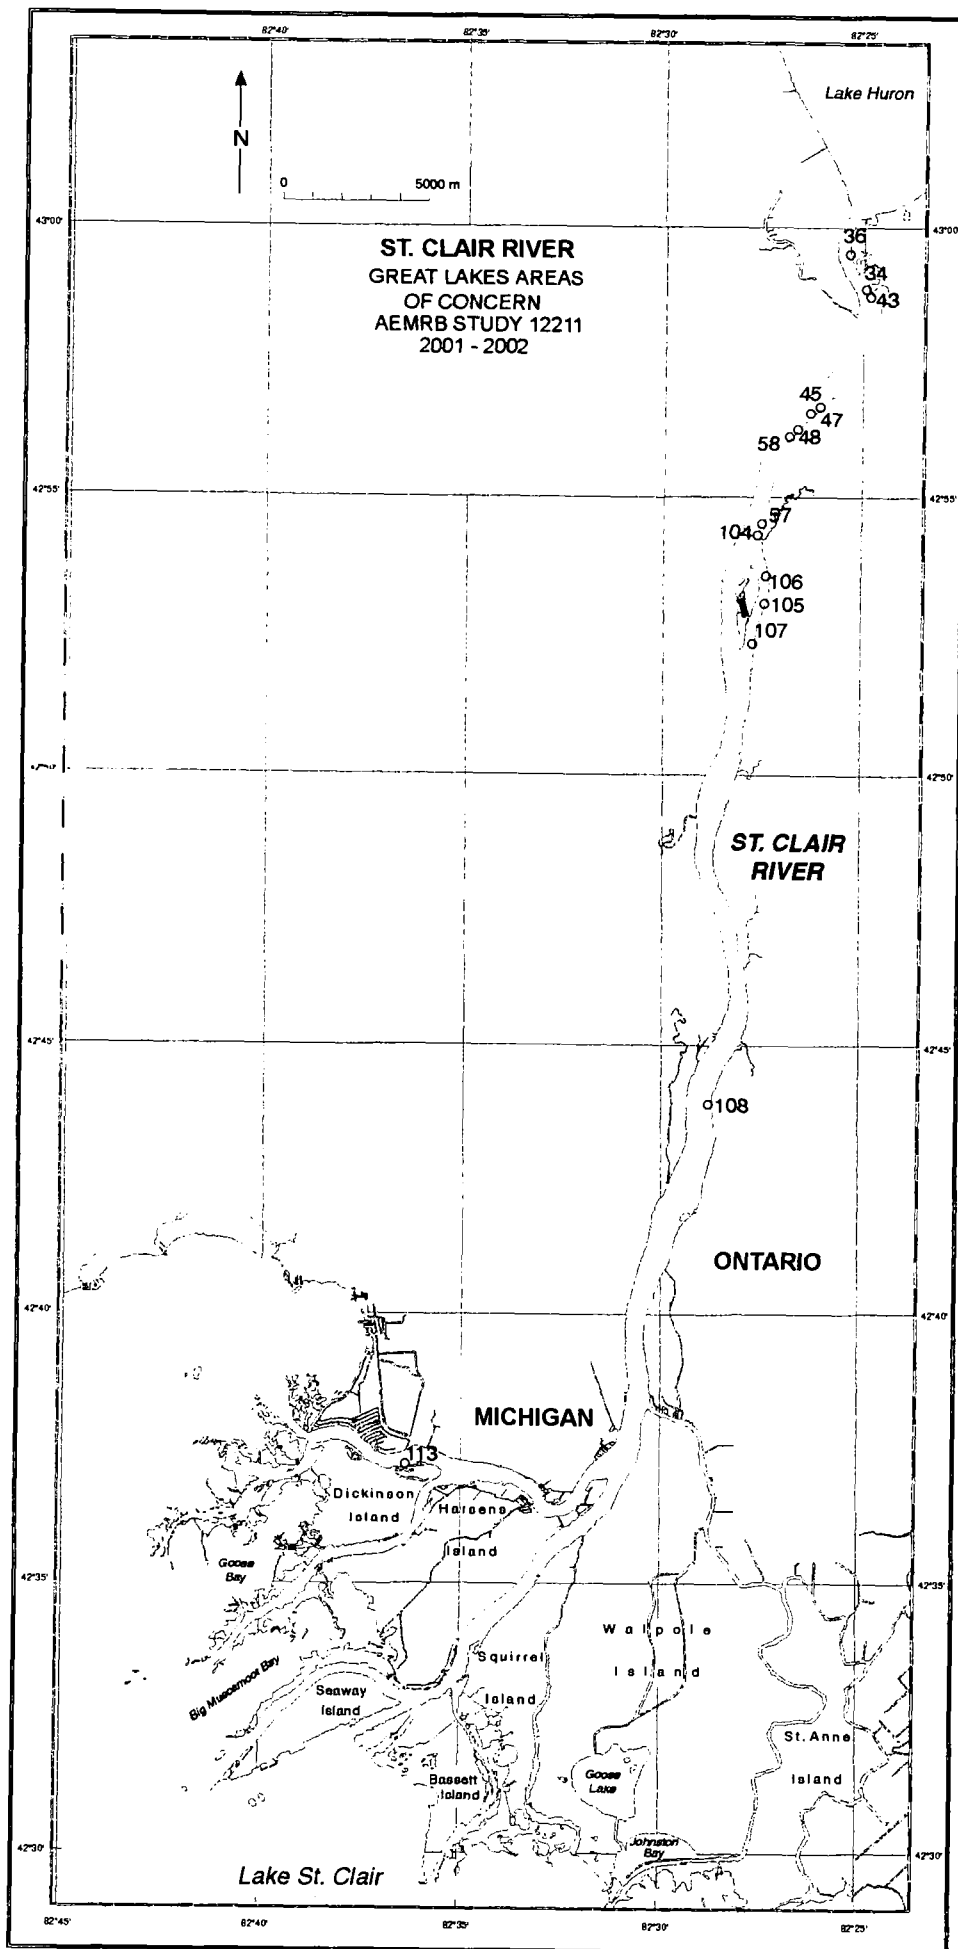 82°40' 82°35' 82°30' 82°25'
Lake Huron
N
0 5000 m
43°00' 43°00'
ST. CLAIR RIVER
GREAT LAKES AREAS
OF CONCERN
AEMRB STUDY 12211
2001 - 2002
36
34
43
45
47
58 48
42°55' 42°55'
57
104
106
105
107
42°50'
ST. CLAIR
RIVER
42°45' 42°45'
108
ONTARIO
42°40' 42°40'
MICHIGAN
113
Dickinson
Island
Harsens
Island
Goose
Bay
42°35' 42°35'
Walpole
Island
Squirrel
Island
Big Muscamoot Bay
Seaway
Island
St. Anne
Island
Bassett
Island
Goose
Lake
Johnston
Bay
42°30' 42°30'
Lake St. Clair
82°45' 82°40' 82°35' 82°30' 82°25'